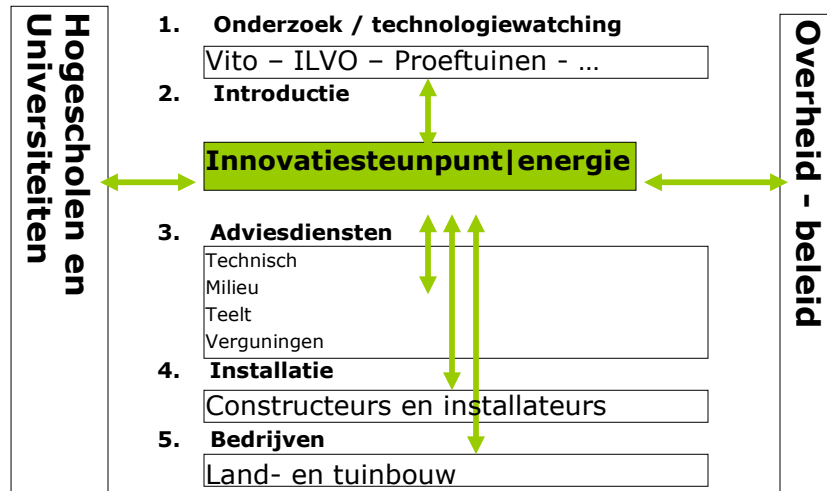 Hogescholen en
Universiteiten
1. Onderzoek / technologiewatching
Vito – ILVO – Proeftuinen - ...
2. Introductie
Innovatiesteunpunt|energie
3. Adviesdiensten
Technisch
Milieu
Teelt
Verguningen
4. Installatie
Constructeurs en installateurs
5. Bedrijven
Land- en tuinbouw
Overheid - beleid